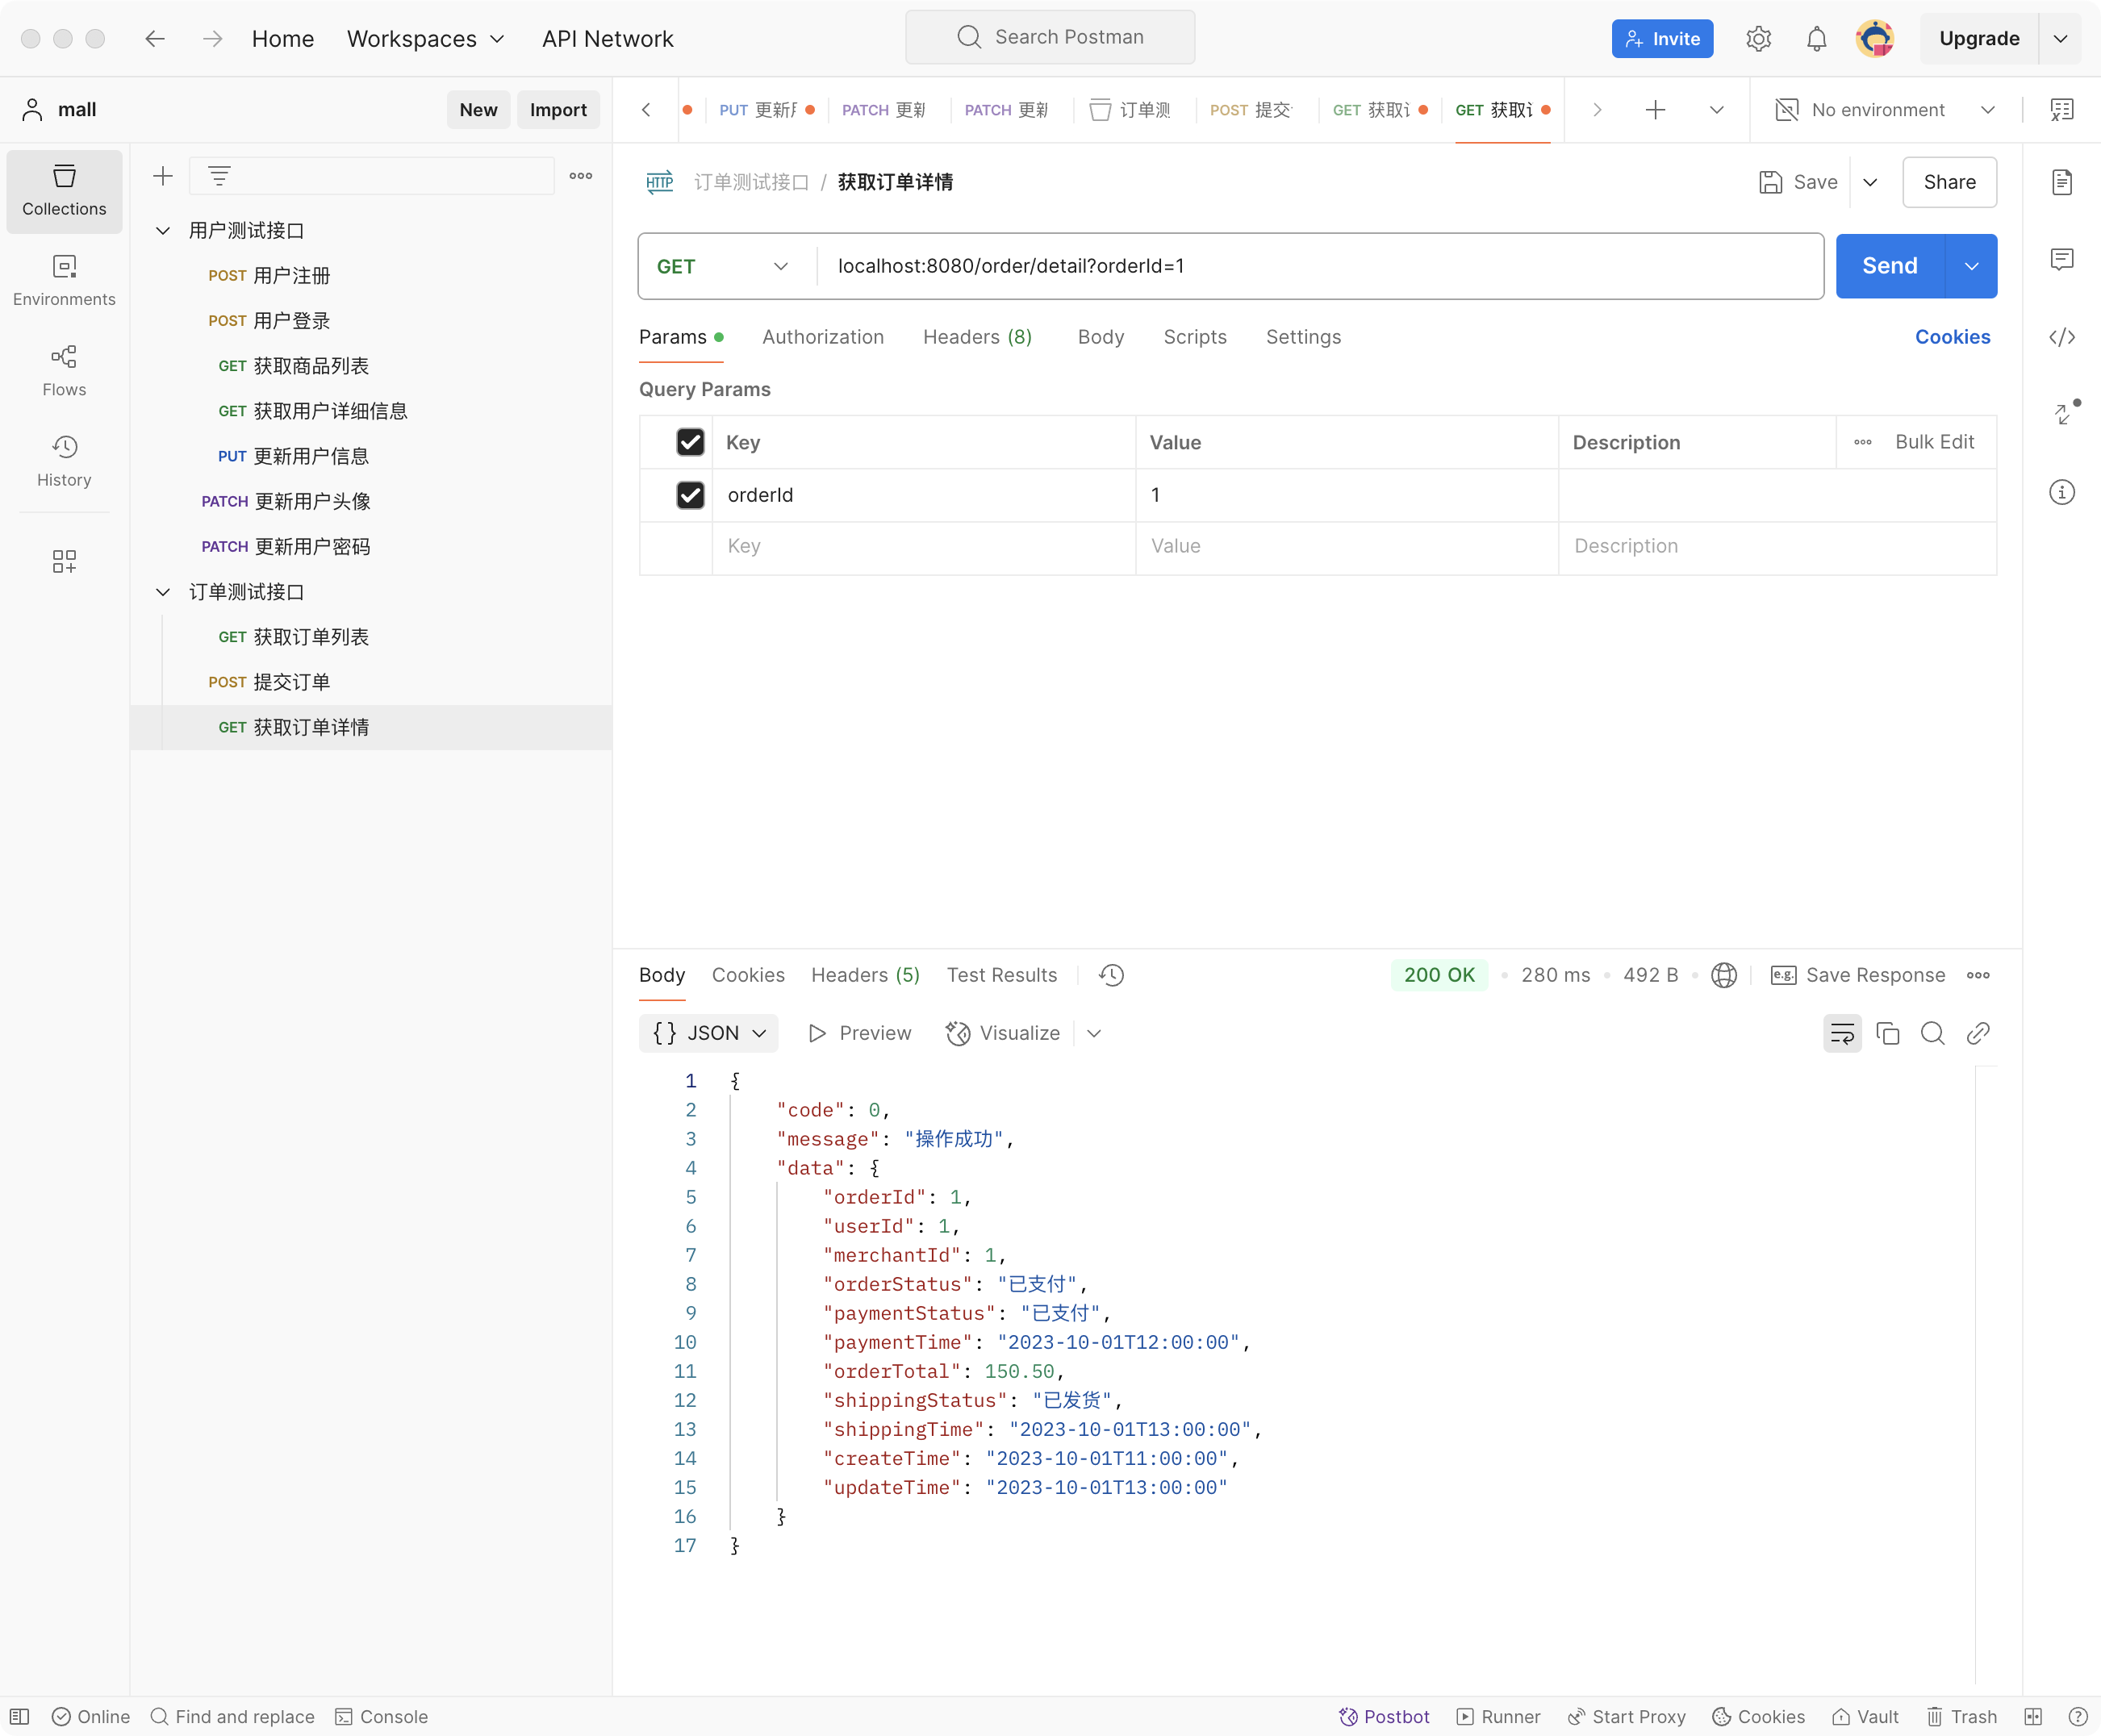 Home Workspaces API Network Search Postman Invite Upgrade
mall New Import
PUT 更新用 PATCH 更新 PATCH 更新 订单测 POST 提交 GET 获取 GET 获取 No environment
Collections
Environments
Flows
History
用户测试接口
POST 用户注册
POST 用户登录
GET 获取商品列表
GET 获取用户详细信息
PUT 更新用户信息
PATCH 更新用户头像
PATCH 更新用户密码
订单测试接口
GET 获取订单列表
POST 提交订单
GET 获取订单详情
HTTP 订单测试接口 / 获取订单详情 Save Share
GET localhost:8080/order/detail?orderId=1 Send
Params Authorization Headers (8) Body Scripts Settings Cookies
Query Params
Key Value Description Bulk Edit
orderId 1
Key Value Description
Body Cookies Headers (5) Test Results 200 OK 280 ms 492 B e.g. Save Response
{} JSON Preview Visualize
1 {
2 "code": 0,
3 "message": "操作成功",
4 "data": {
5 "orderId": 1,
6 "userId": 1,
7 "merchantId": 1,
8 "orderStatus": "已支付",
9 "paymentStatus": "已支付",
10 "paymentTime": "2023-10-01T12:00:00",
11 "orderTotal": 150.50,
12 "shippingStatus": "已发货",
13 "shippingTime": "2023-10-01T13:00:00",
14 "createTime": "2023-10-01T11:00:00",
15 "updateTime": "2023-10-01T13:00:00"
16 }
17 }
Online Find and replace Console Postbot Runner Start Proxy Cookies Vault Trash